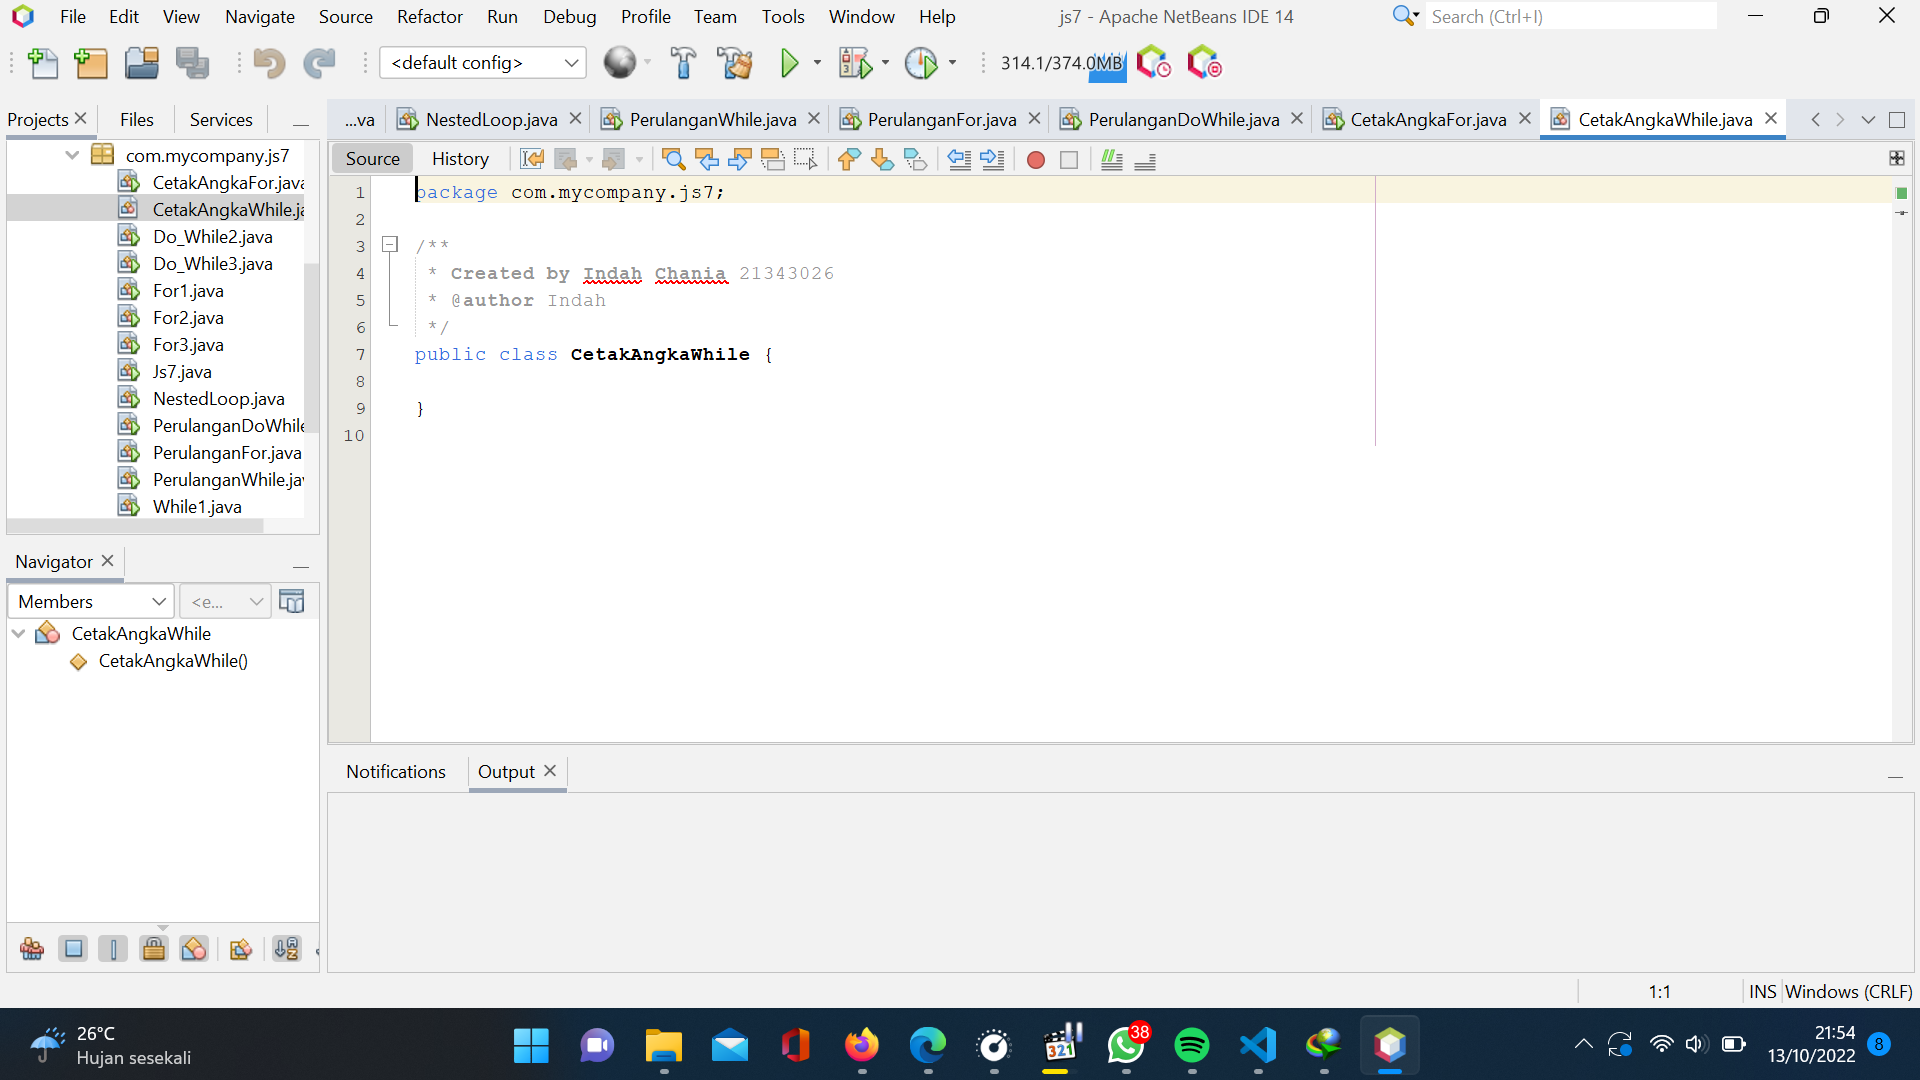 File Edit View Navigate Source Refactor Run Debug Profile Team Tools Window Help
js7 - Apache NetBeans IDE 14
Search (Ctrl+I)
<default config>
314.1/374.0MB
Projects Files Services
...va NestedLoop.java PerulanganWhile.java PerulanganFor.java PerulanganDoWhile.java CetakAngkaFor.java CetakAngkaWhile.java
Source History
com.mycompany.js7
CetakAngkaFor.java
CetakAngkaWhile.ja
Do_While2.java
Do_While3.java
For1.java
For2.java
For3.java
Js7.java
NestedLoop.java
PerulanganDoWhile
PerulanganFor.java
PerulanganWhile.jav
While1.java
1 package com.mycompany.js7;
2
3 /**
4 * Created by Indah Chania 21343026
5 * @author Indah
6 */
7 public class CetakAngkaWhile {
8
9 }
10
Navigator
Members <e...
CetakAngkaWhile
CetakAngkaWhile()
Notifications Output
1:1 INS Windows (CRLF)
26°C
Hujan sesekali
321
38
21:54
13/10/2022
8